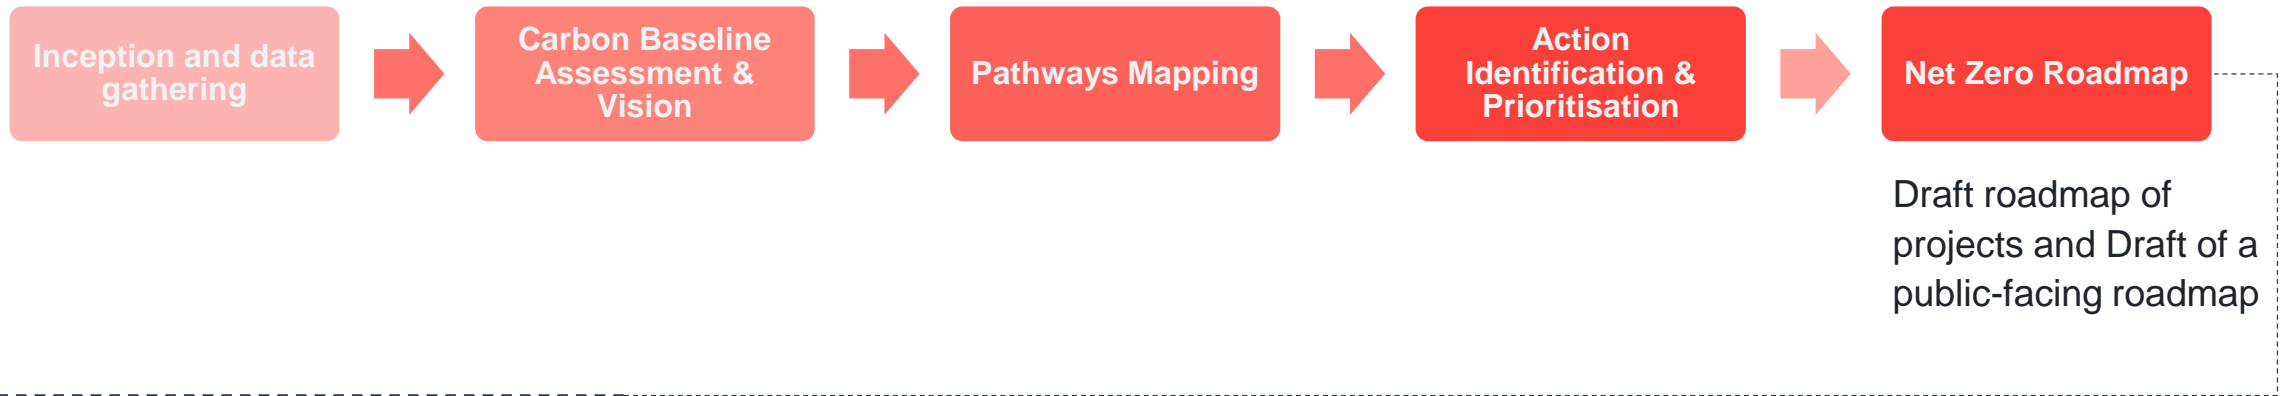 Inception and data
gathering
Carbon Baseline
Assessment &
Vision
Pathways Mapping
Action
Identification &
Prioritisation
Net Zero Roadmap
Draft roadmap of
projects and Draft of a
public-facing roadmap